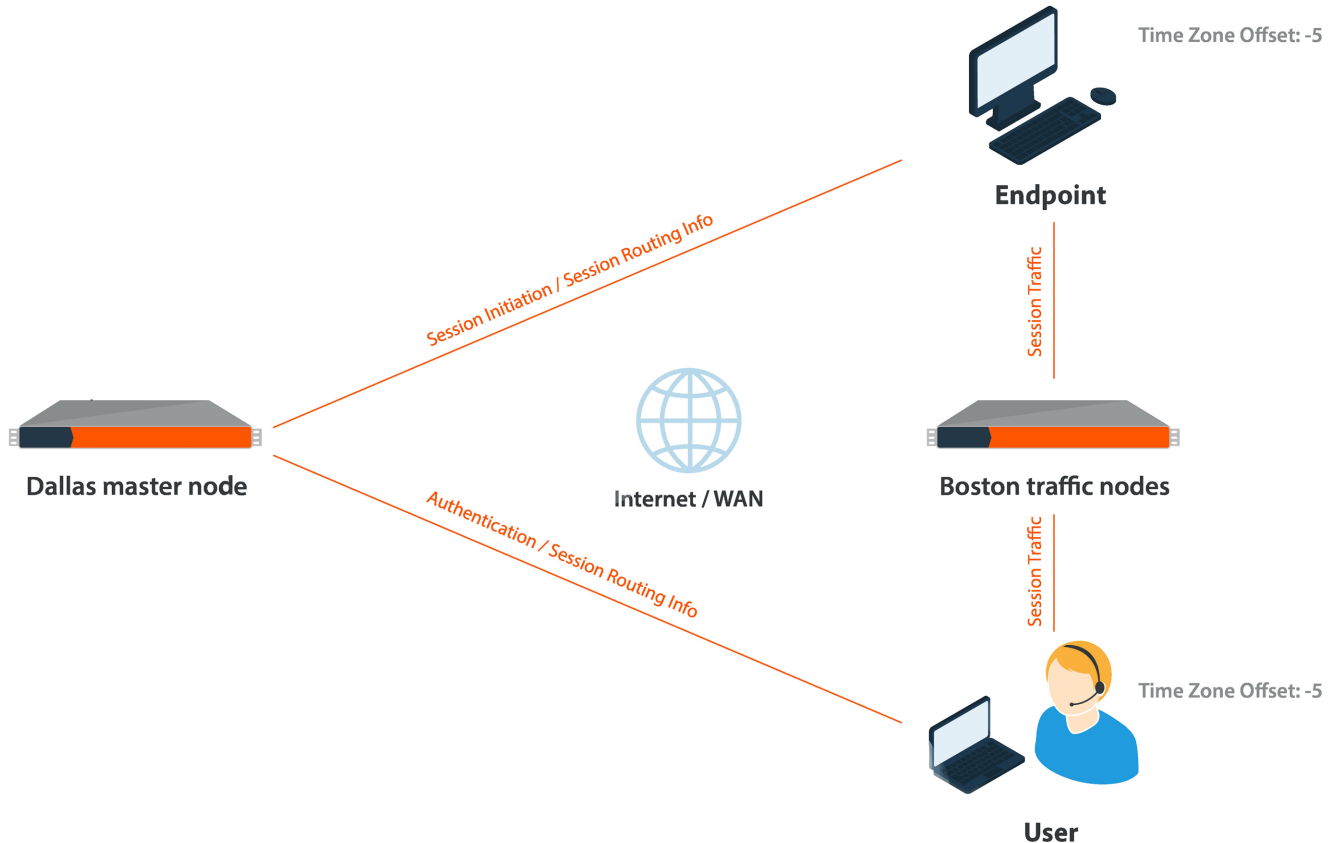 Time Zone Offset: -5
Endpoint
Session Initiation / Session Routing Info
Session Traffic
Dallas master node
Internet / WAN
Boston traffic nodes
Authentication / Session Routing Info
Session Traffic
Time Zone Offset: -5
User